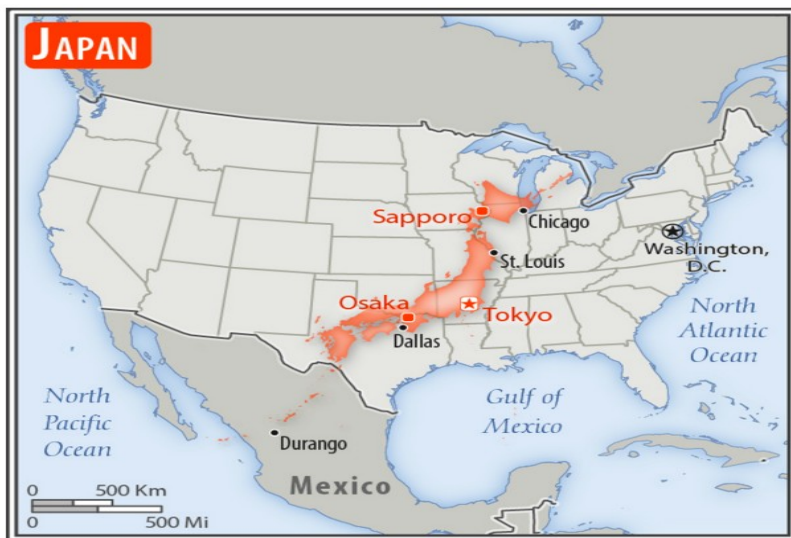 JAPAN
Sapporo
Chicago
Washington,
D.C.
St. Louis
Osaka
Tokyo
Dallas
North
Atlantic
Ocean
North
Pacific
Ocean
Gulf of
Mexico
Durango
Mexico
0 500 Km
0 500 Mi